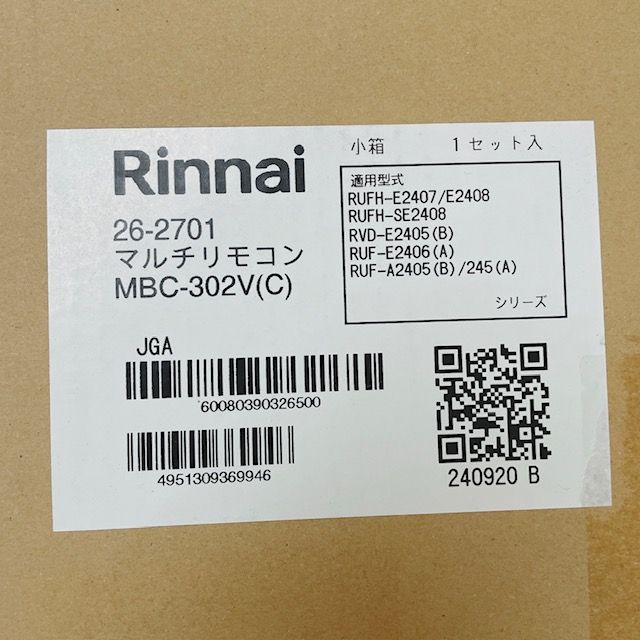 Rinnai
26-2701
マルチリモコン
MBC-302V(C)
小箱 1セット入
適用型式
RUFH-E2407/E2408
RUFH-SE2408
RVD-E2405(B)
RUF-E2406(A)
RUF-A2405(B)/245(A)
シリーズ
JGA
60080390326500
4951309369946
240920 B